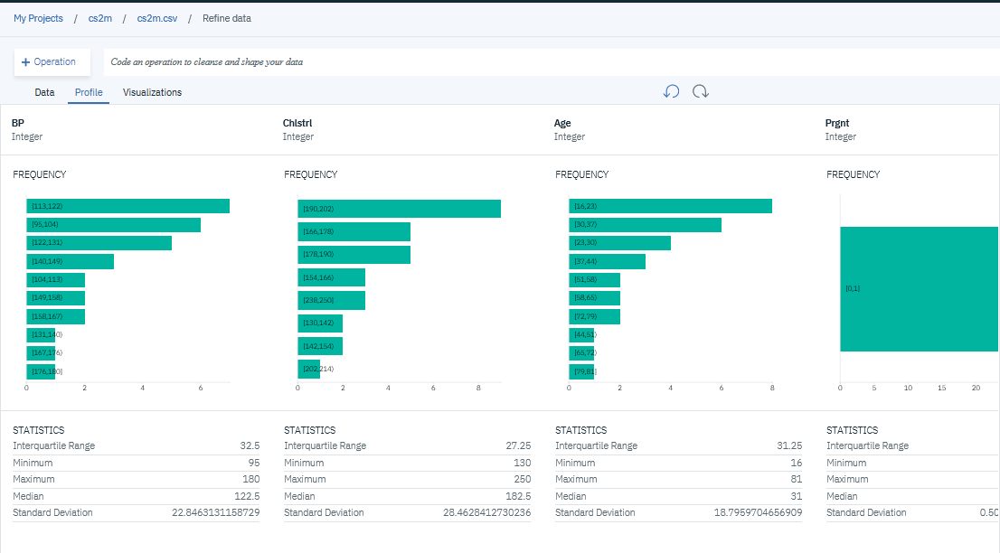 My Projects / cs2m / cs2m.csv / Refine data
+ Operation Code an operation to cleanse and shape your data
Data Profile Visualizations
BP Chlstrl Age Prgnt
Integer Integer Integer Integer
FREQUENCY FREQUENCY FREQUENCY FREQUENCY
[113,122)
[95,104)
[122,131)
[140,149)
[104,113)
[149,158)
[158,167)
[131,140)
[167,176)
[176,180]
0 2 4 6
[190,202)
[166,178)
[178,190)
[154,166)
[238,250]
[130,142)
[142,154)
[202,214)
0 2 4 6 8
[16,23)
[30,37)
[23,30)
[37,44)
[51,58)
[58,65)
[72,79)
[44,51)
[65,72)
[79,81]
0 2 4 6 8
[0,1]
0 5 10 15 20
STATISTICS STATISTICS STATISTICS STATISTICS
Interquartile Range 32.5 Interquartile Range 27.25 Interquartile Range 31.25 Interquartile Range
Minimum 95 Minimum 130 Minimum 16 Minimum
Maximum 180 Maximum 250 Maximum 81 Maximum
Median 122.5 Median 182.5 Median 31 Median
Standard Deviation 22.8463131158729 Standard Deviation 28.4628412730236 Standard Deviation 18.7959704656909 Standard Deviation 0.50